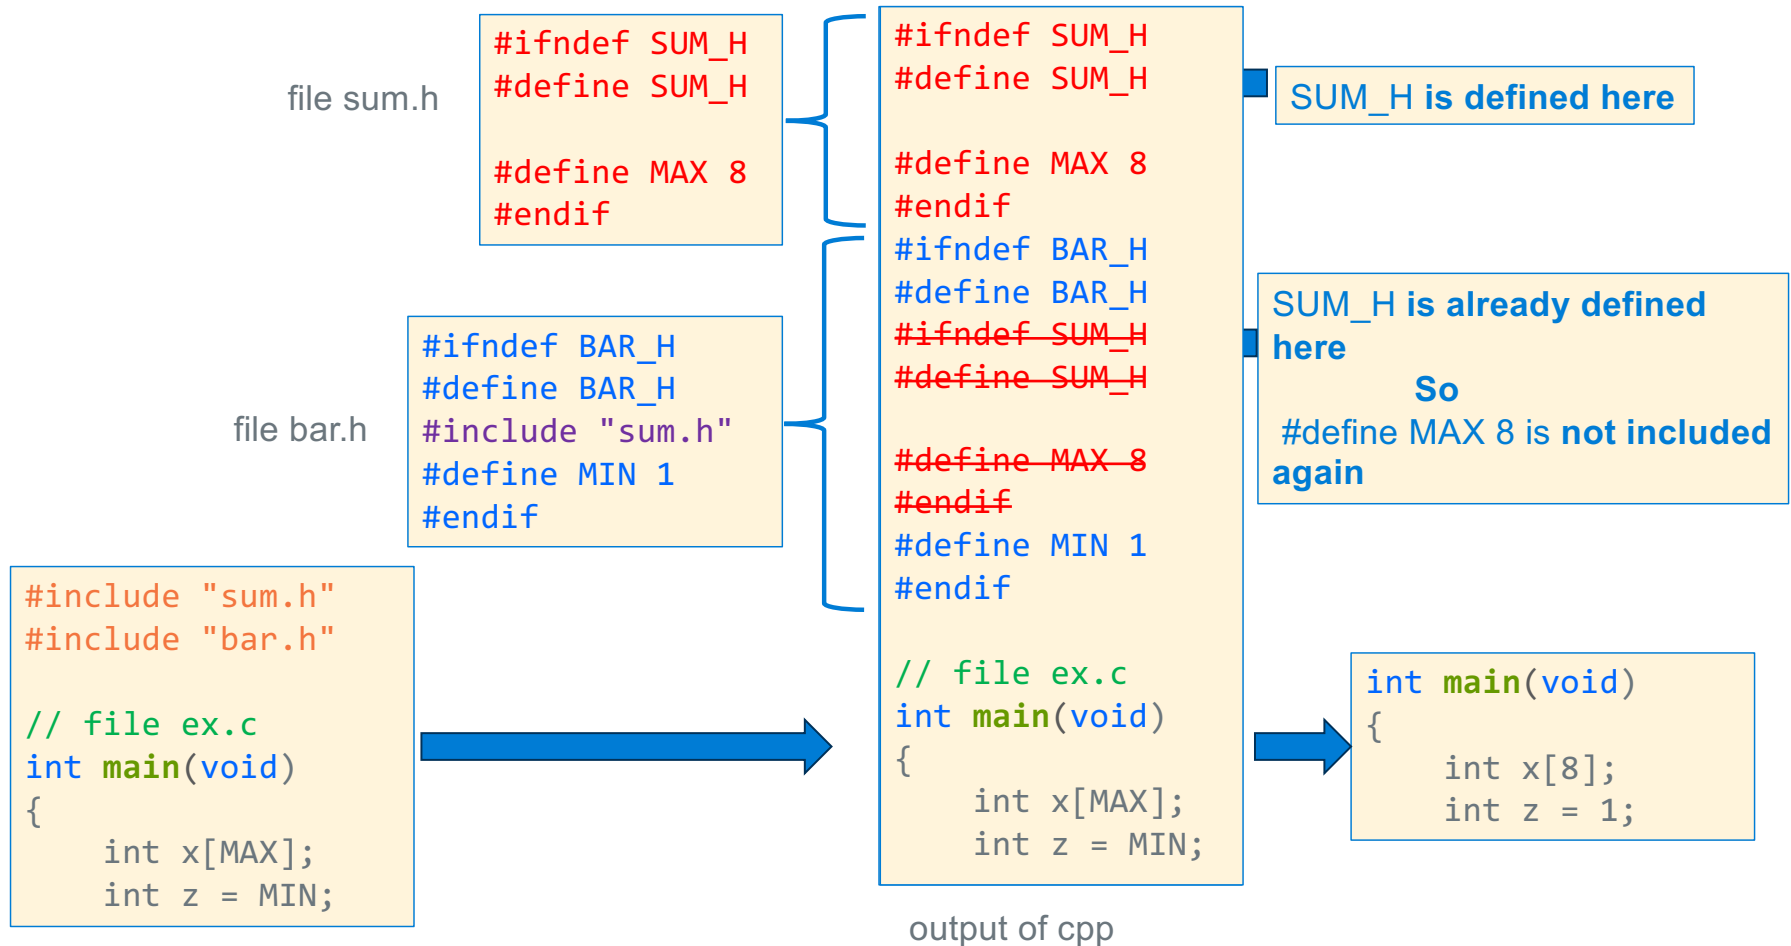 file sum.h
#ifndef SUM_H
#define SUM_H
#define MAX 8
#endif
file bar.h
#ifndef BAR_H
#define BAR_H
#include "sum.h"
#define MIN 1
#endif
#include "sum.h"
#include "bar.h"
// file ex.c
int main(void)
{
    int x[MAX];
    int z = MIN;
#ifndef SUM_H
#define SUM_H
#define MAX 8
#endif
#ifndef BAR_H
#define BAR_H
#ifndef SUM_H
#define SUM_H
#define MAX 8
#endif
#define MIN 1
#endif
// file ex.c
int main(void)
{
    int x[MAX];
    int z = MIN;
output of cpp
SUM_H is defined here
SUM_H is already defined
here
So
#define MAX 8 is not included
again
int main(void)
{
    int x[8];
    int z = 1;